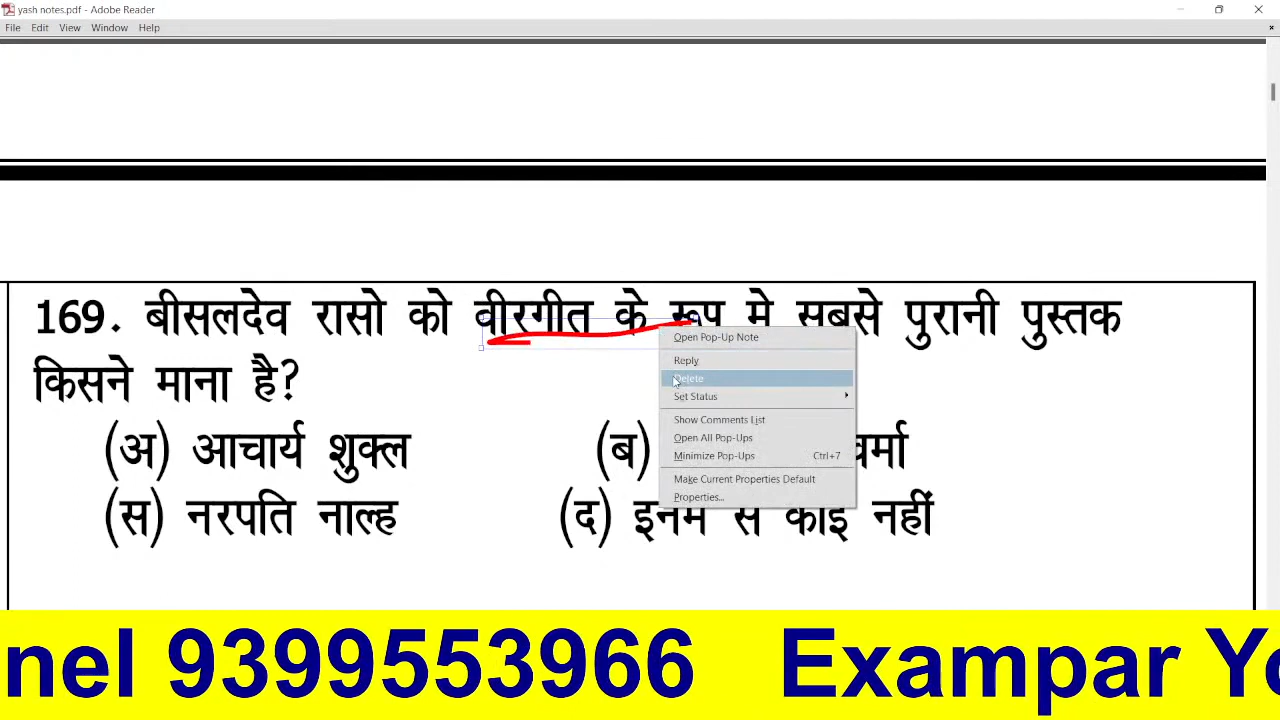 yash notes.pdf - Adobe Reader
File Edit View Window Help
169. बीसलदेव रासो को वीरगीत के रूप मे सबसे पुरानी पुस्तक
किसने माना है?
(अ) आचार्य शुक्ल (ब) वर्मा
(स) नरपति नाल्ह (द) इनमे से कोई नहीं
Open Pop-Up Note
Reply
Delete
Set Status
Show Comments List
Open All Pop-Ups
Minimize Pop-Ups Ctrl+7
Make Current Properties Default
Properties...
nel 9399553966 Exampar Yo